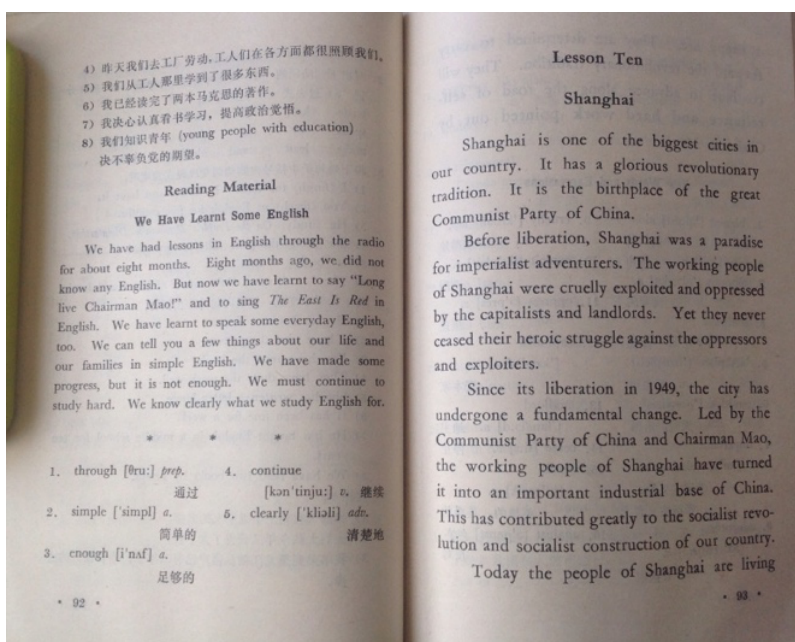 4) 昨天我们去工厂劳动,工人们在各方面都很照顾我们。
5) 我们从工人那里学到了很多东西。
6) 我已经读完了两本马克思的著作。
7) 我决心认真看书学习,提高政治觉悟。
8) 我们知识青年 (young people with education)
决不辜负党的期望。
Reading Material
We Have Learnt Some English
We have had lessons in English through the radio
for about eight months. Eight months ago, we did not
know any English. But now we have learnt to say “Long
live Chairman Mao!” and to sing The East Is Red in
English. We have learnt to speak some everyday English,
too. We can tell you a few things about our life and
our families in simple English. We have made some
progress, but it is not enough. We must continue to
study hard. We know clearly what we study English for.
* * *
1. through [θru:] prep.
通过
2. simple ['simpl] a.
简单的
3. enough [i'nʌf] a.
足够的
4. continue
[kən'tinju:] v. 继续
5. clearly ['kliəli] adv.
清楚地
• 92 •
Lesson Ten
Shanghai
Shanghai is one of the biggest cities in
our country. It has a glorious revolutionary
tradition. It is the birthplace of the great
Communist Party of China.
Before liberation, Shanghai was a paradise
for imperialist adventurers. The working people
of Shanghai were cruelly exploited and oppressed
by the capitalists and landlords. Yet they never
ceased their heroic struggle against the oppressors
and exploiters.
Since its liberation in 1949, the city has
undergone a fundamental change. Led by the
Communist Party of China and Chairman Mao,
the working people of Shanghai have turned
it into an important industrial base of China.
This has contributed greatly to the socialist revo-
lution and socialist construction of our country.
Today the people of Shanghai are living
• 93 •